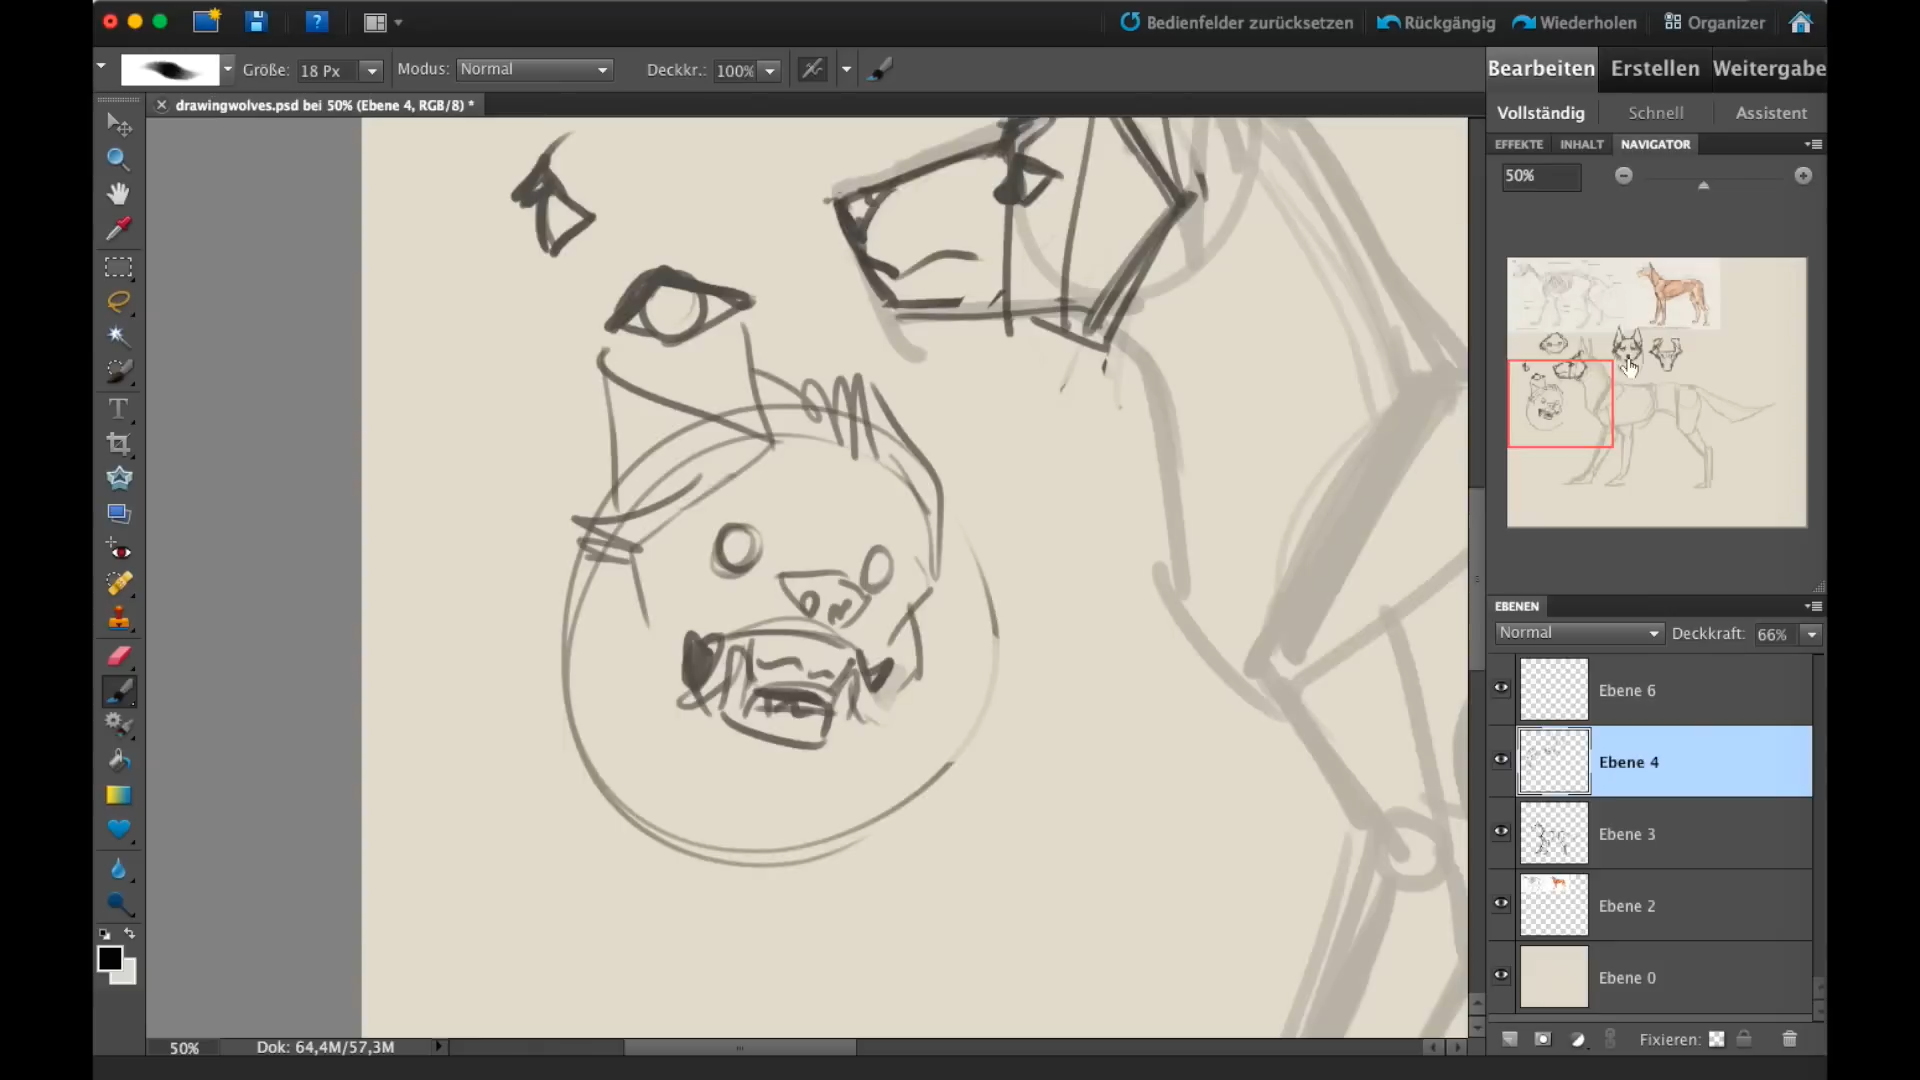 Bedienfelder zurücksetzen Rückgängig Wiederholen Organizer
Größe: 18 Px Modus: Normal Deckkr.: 100%
Bearbeiten Erstellen Weitergabe
drawingwolves.psd bei 50% (Ebene 4, RGB/8) *
Vollständig Schnell Assistent
EFFEKTE INHALT NAVIGATOR
50%
EBENEN
Normal Deckkraft: 66%
Ebene 6
Ebene 4
Ebene 3
Ebene 2
Ebene 0
Fixieren:
50% Dok: 64,4M/57,3M